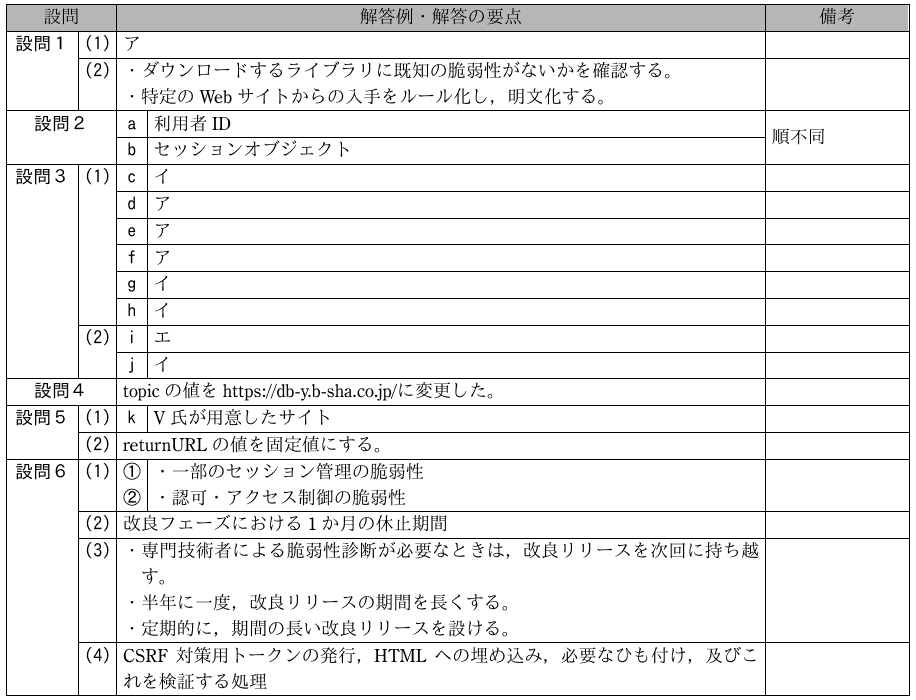 設問 解答例・解答の要点 備考
設問1 (1) ア
(2) ・ダウンロードするライブラリに既知の脆弱性がないかを確認する。
・特定の Web サイトからの入手をルール化し，明文化する。
設問2 a 利用者 ID 順不同
b セッションオブジェクト
設問3 (1) c イ
d ア
e ア
f ア
g イ
h イ
(2) i エ
j イ
設問4 topic の値を https://db-y.b-sha.co.jp/に変更した。
設問5 (1) k V 氏が用意したサイト
(2) returnURL の値を固定値にする。
設問6 (1) ① ・一部のセッション管理の脆弱性
② ・認可・アクセス制御の脆弱性
(2) 改良フェーズにおける 1 か月の休止期間
(3) ・専門技術者による脆弱性診断が必要なときは，改良リリースを次回に持ち越
す。
・半年に一度，改良リリースの期間を長くする。
・定期的に，期間の長い改良リリースを設ける。
(4) CSRF 対策用トークンの発行，HTML への埋め込み，必要なひも付け，及びこ
れを検証する処理